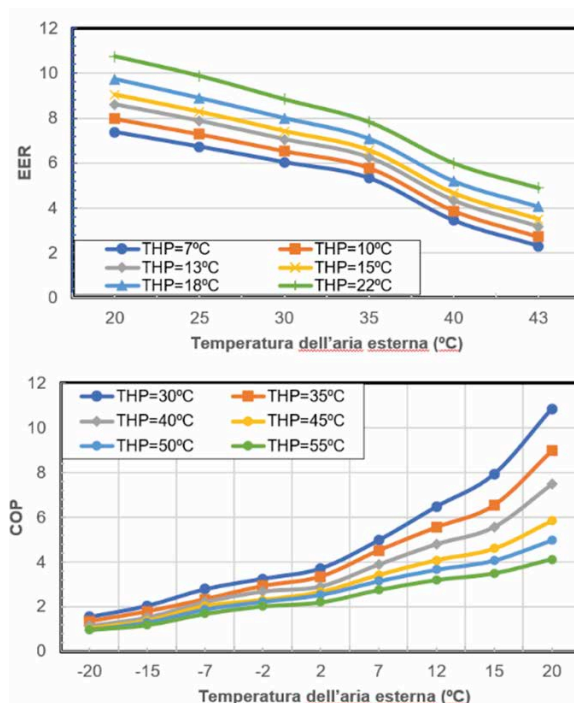 12
10
8
6
4
2
0
EER
THP=7ºC THP=10ºC
THP=13ºC THP=15ºC
THP=18ºC THP=22ºC
20 25 30 35 40 43
Temperatura dell'aria esterna (ºC)
12
10
8
6
4
2
0
COP
THP=30ºC THP=35ºC
THP=40ºC THP=45ºC
THP=50ºC THP=55ºC
-20 -15 -7 -2 2 7 12 15 20
Temperatura dell'aria esterna (ºC)